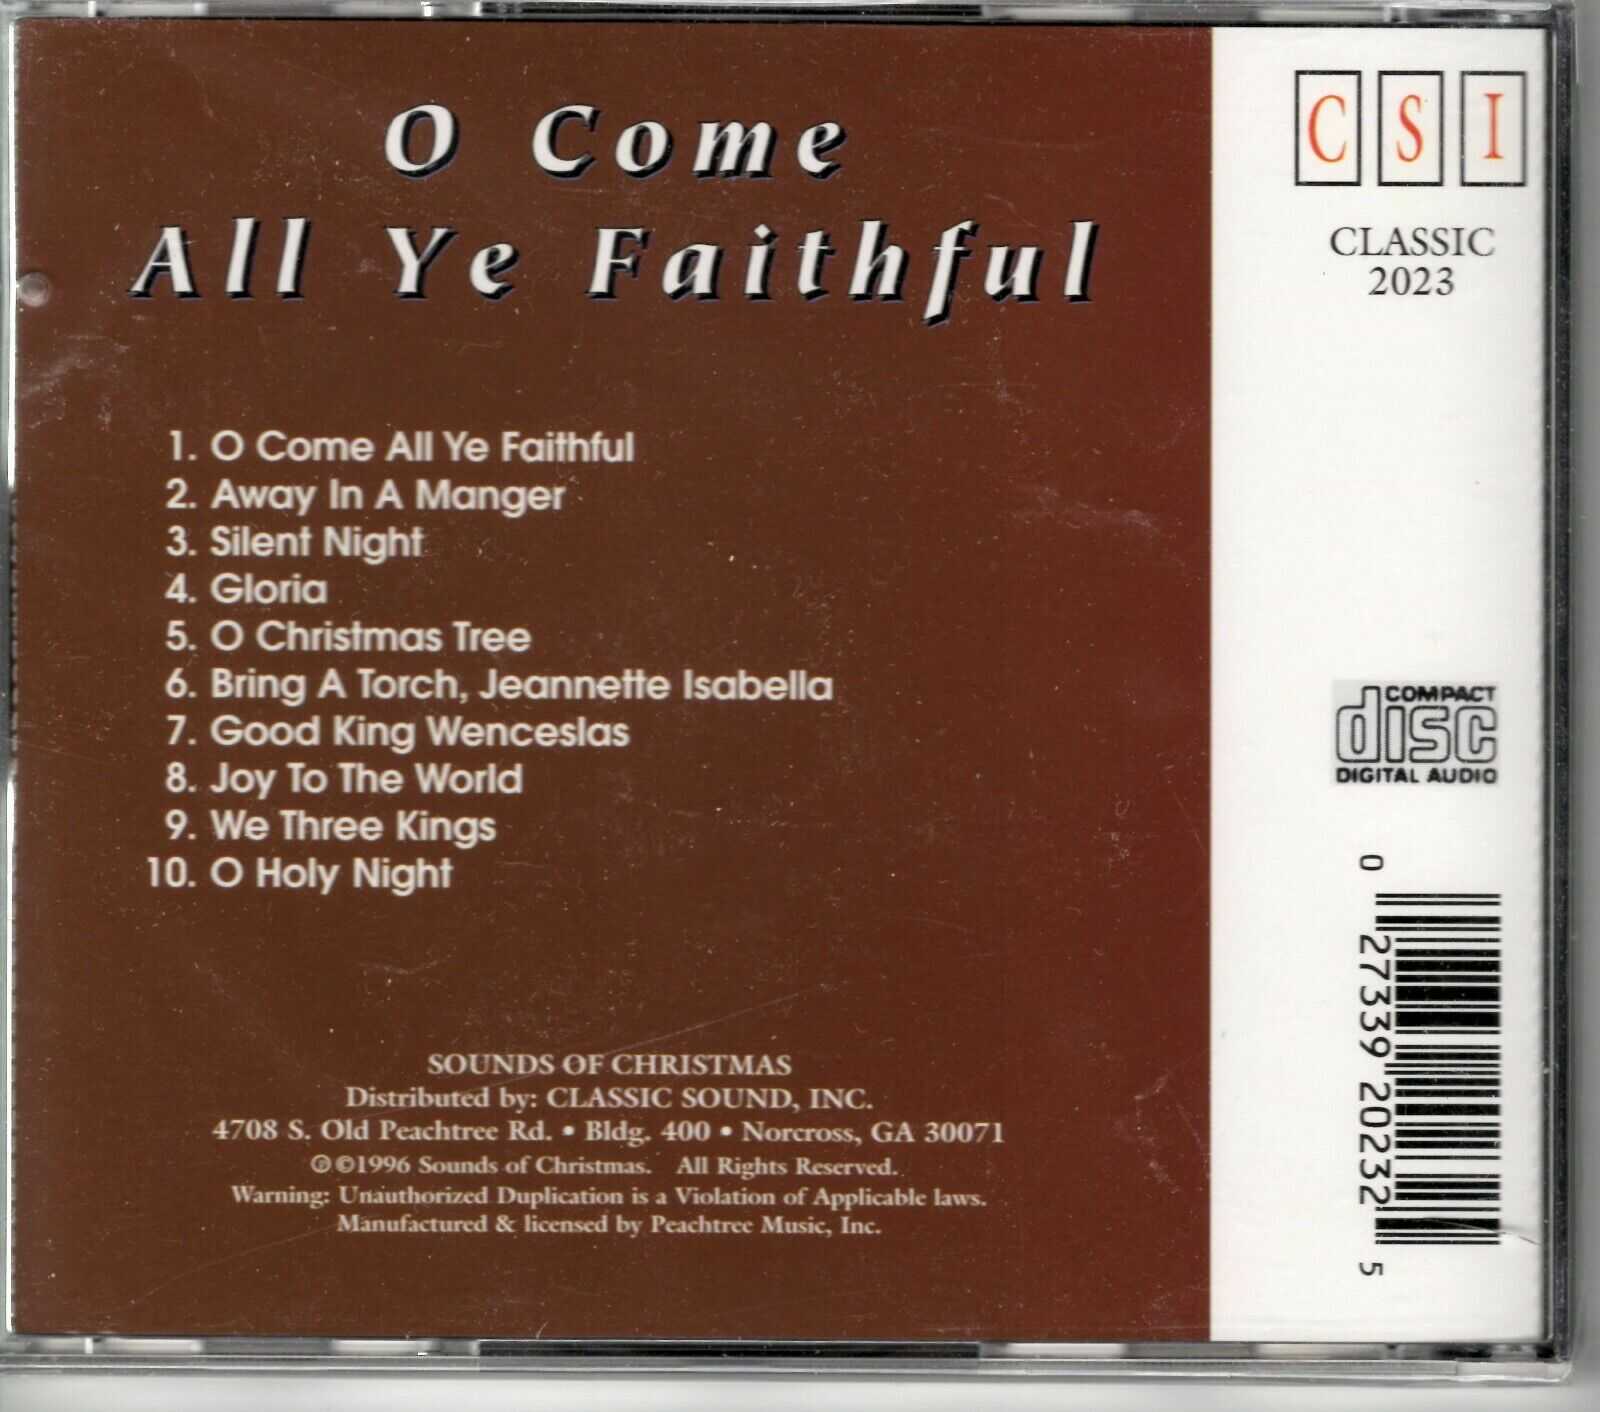 O Come
All Ye Faithful
1. O Come All Ye Faithful
2. Away In A Manger
3. Silent Night
4. Gloria
5. O Christmas Tree
6. Bring A Torch, Jeannette Isabella
7. Good King Wenceslas
8. Joy To The World
9. We Three Kings
10. O Holy Night
SOUNDS OF CHRISTMAS
Distributed by: CLASSIC SOUND, INC.
4708 S. Old Peachtree Rd. • Bldg. 400 • Norcross, GA 30071
℗©1996 Sounds of Christmas. All Rights Reserved.
Warning: Unauthorized Duplication is a Violation of Applicable laws.
Manufactured & licensed by Peachtree Music, Inc.
C S I
CLASSIC
2023
COMPACT
disc
DIGITAL AUDIO
0 27339 20232 5